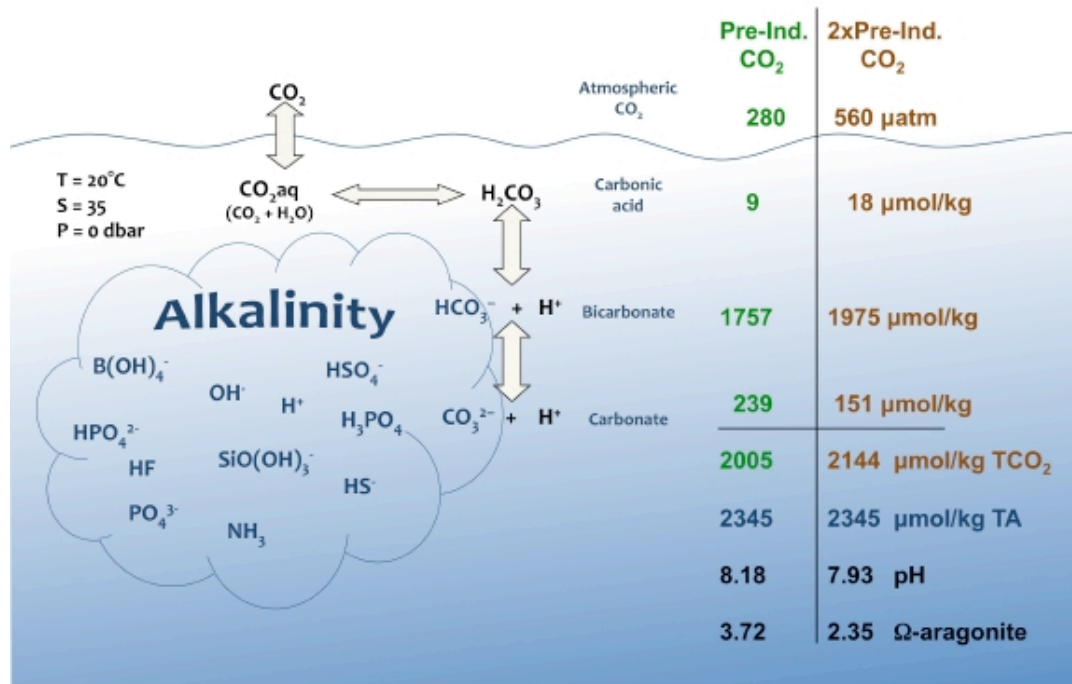 Pre-Ind. CO₂
2xPre-Ind. CO₂
CO₂
Atmospheric CO₂
280
560 µatm
T = 20°C
S = 35
P = 0 dbar
CO₂aq
(CO₂ + H₂O)
H₂CO₃
Carbonic acid
9
18 µmol/kg
Alkalinity
HCO₃⁻ + H⁺
Bicarbonate
1757
1975 µmol/kg
B(OH)₄⁻
OH⁻
H⁺
HSO₄⁻
HPO₄²⁻
HF
SiO(OH)₃⁻
H₃PO₄
PO₄³⁻
NH₃
HS⁻
CO₃²⁻ + H⁺
Carbonate
239
151 µmol/kg
2005
2144 µmol/kg TCO₂
2345
2345 µmol/kg TA
8.18
7.93 pH
3.72
2.35 Ω-aragonite